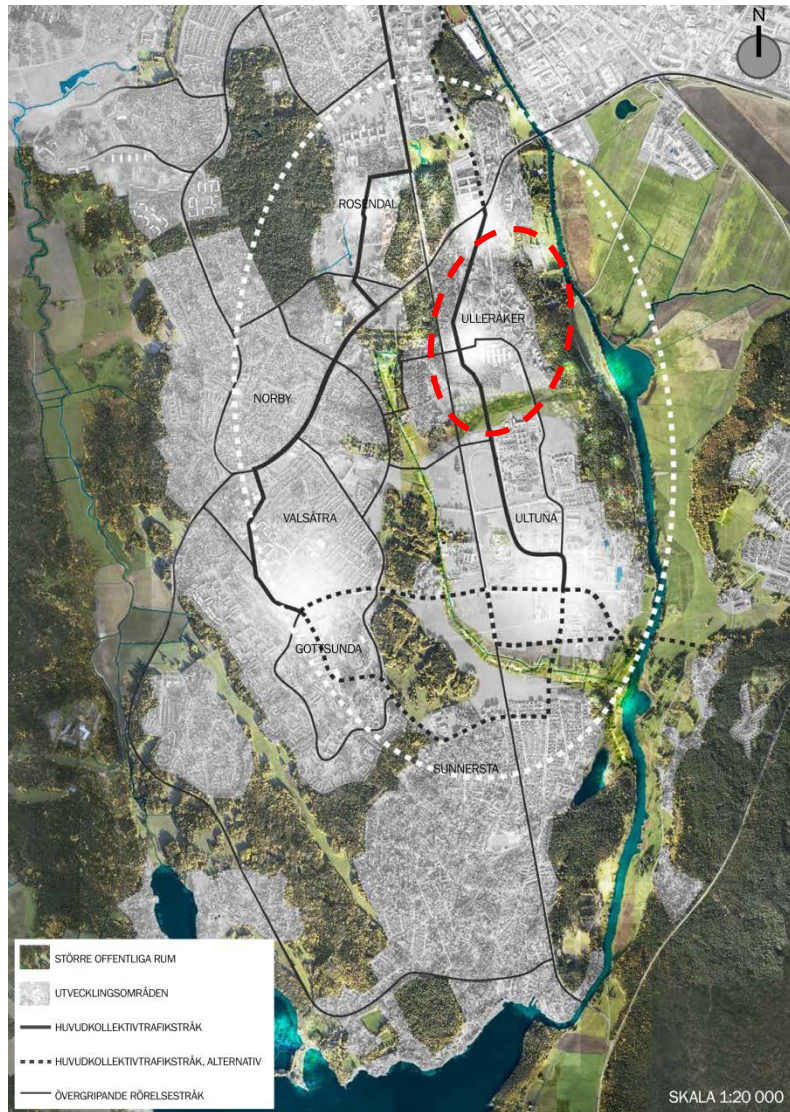 N
ROSENDAL
ULLERÅKER
NORBY
VALSÄTRA
ULTUNA
GOTTSUNDA
SUNNERSTA
STÖRRE OFFENTLIGA RUM
UTVECKLINGSOMRÅDEN
HUVUDKOLLEKTIVTRAFIKSTRÅK
HUVUDKOLLEKTIVTRAFIKSTRÅK, ALTERNATIV
ÖVERGRIPANDE RÖRELSESTRÅK
SKALA 1:20 000